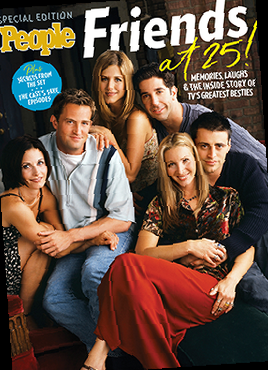 SPECIAL EDITION
People
Friends
at 25!
MEMORIES, LAUGHS
& THE INSIDE STORY OF
TV'S GREATEST BESTIES
Plus
SECRETS FROM
THE SET
THE CAST'S FAVE
EPISODES